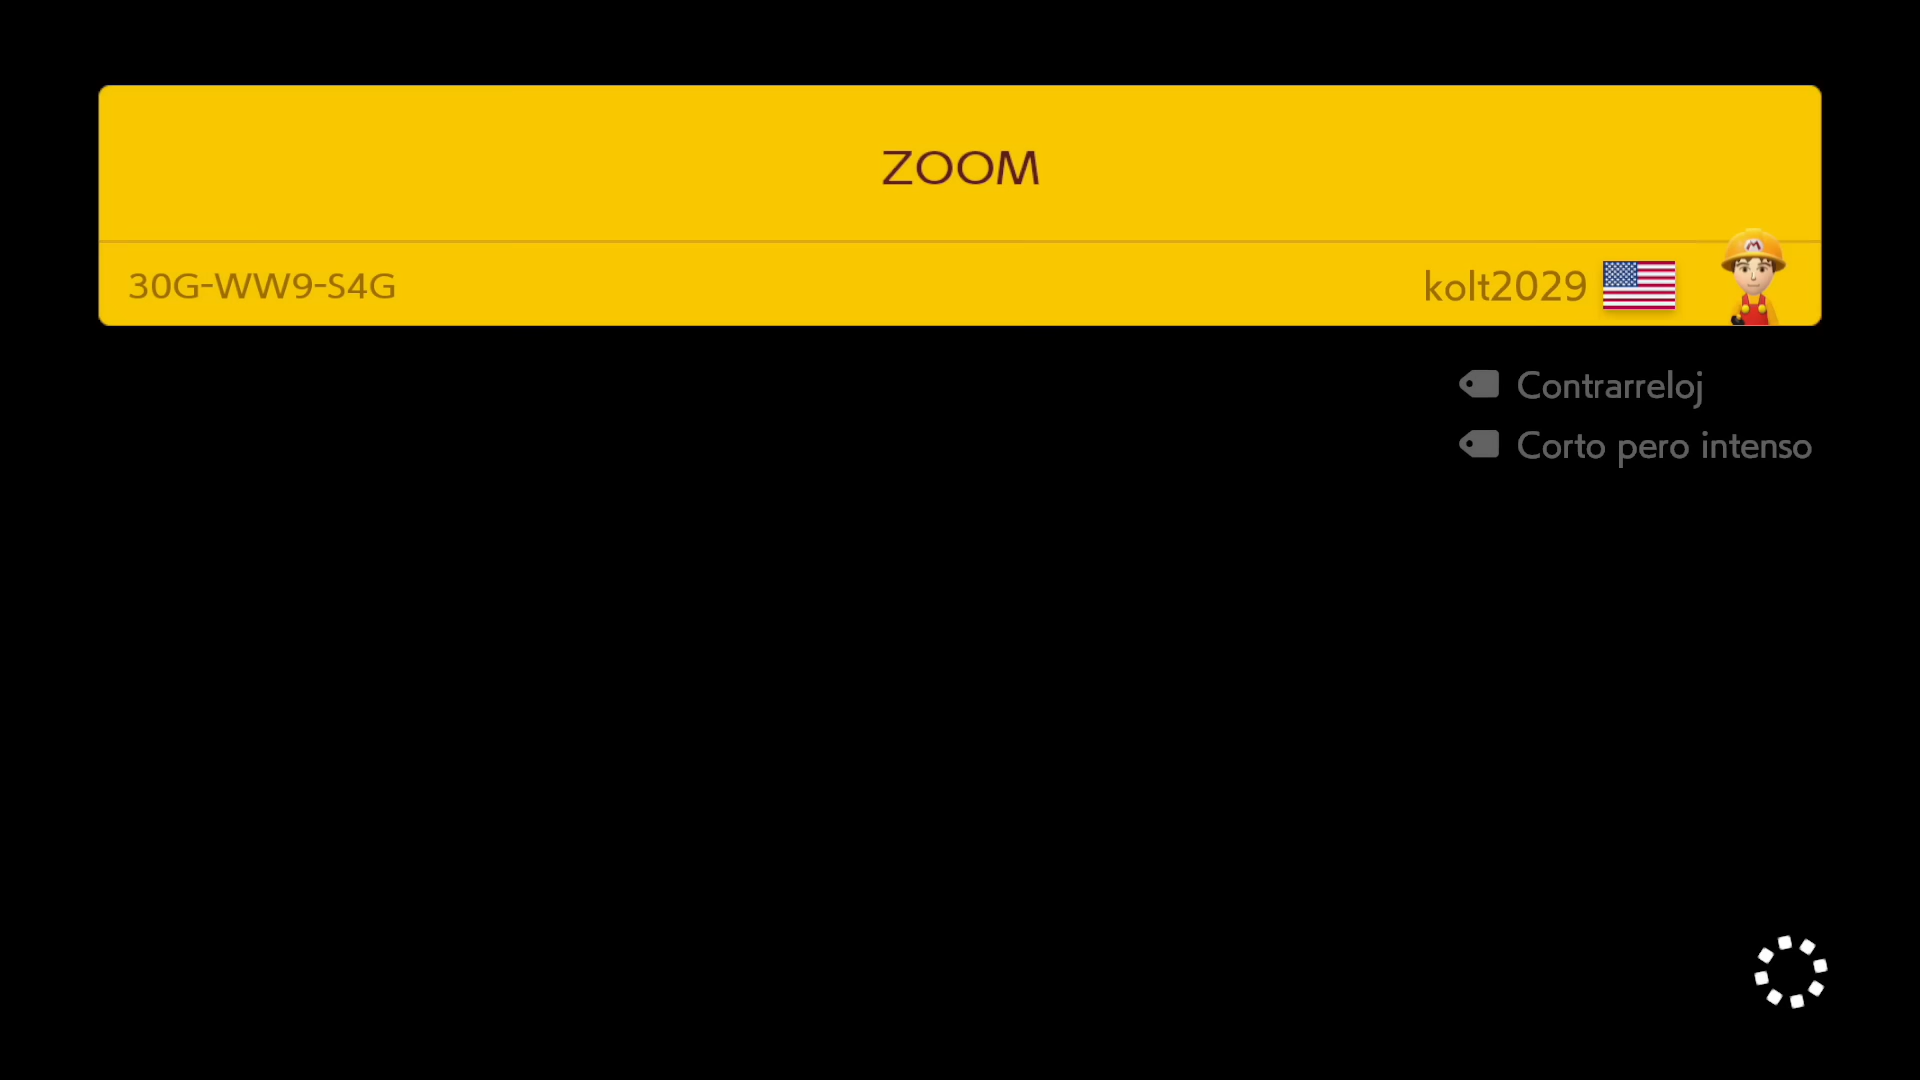 ZOOM
30G-WW9-S4G
kolt2029
Contrarreloj
Corto pero intenso